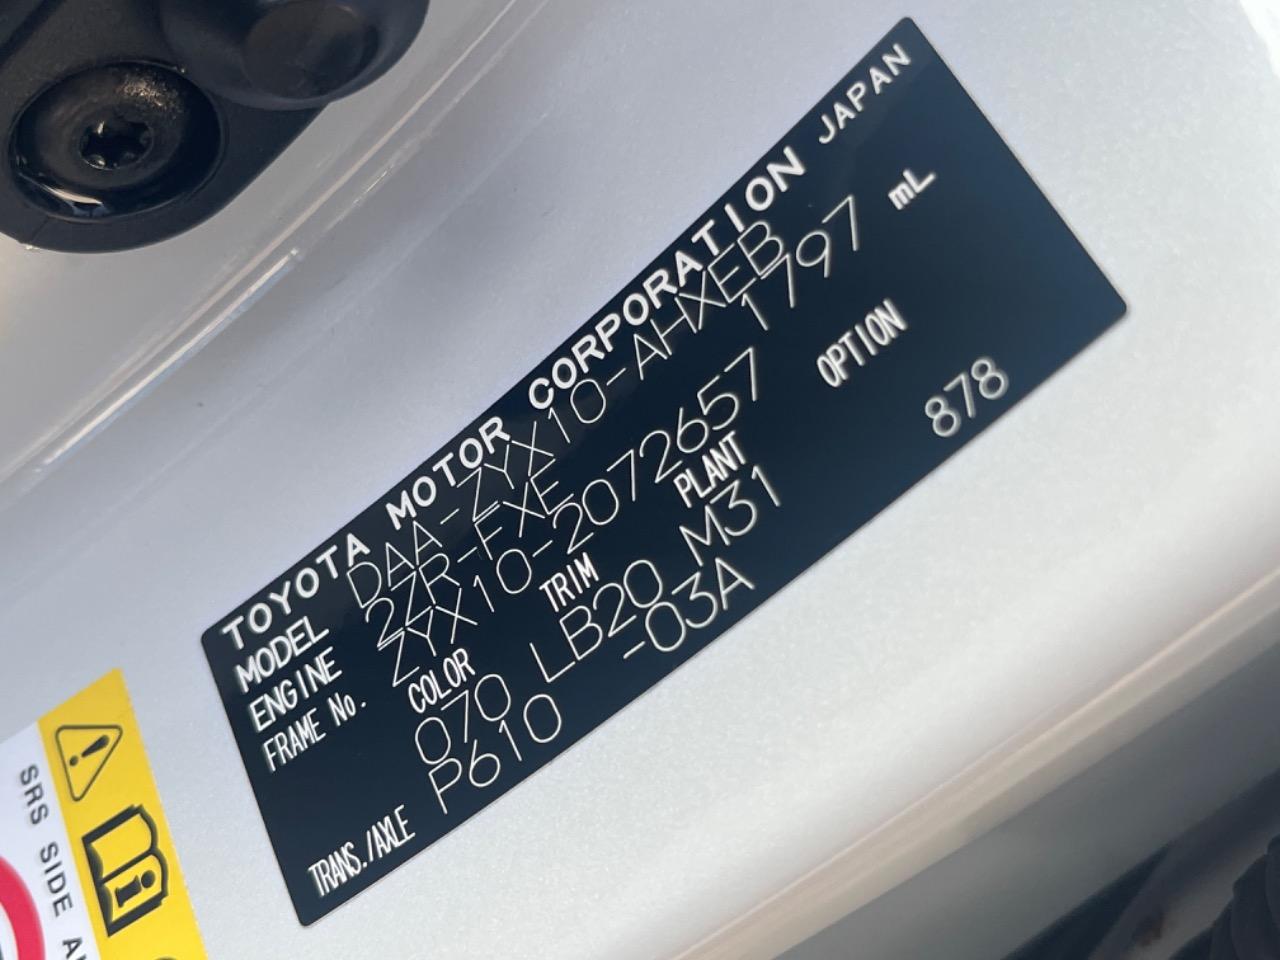 TOYOTA MOTOR CORPORATION JAPAN
MODEL DAA-ZYX10-AHXEB
ENGINE 2ZR-FXE 1797 mL
FRAME No. ZYX10-2072657
COLOR TRIM PLANT OPTION
070 LB20 M31 878
TRANS./AXLE P610 -03A
SRS SIDE